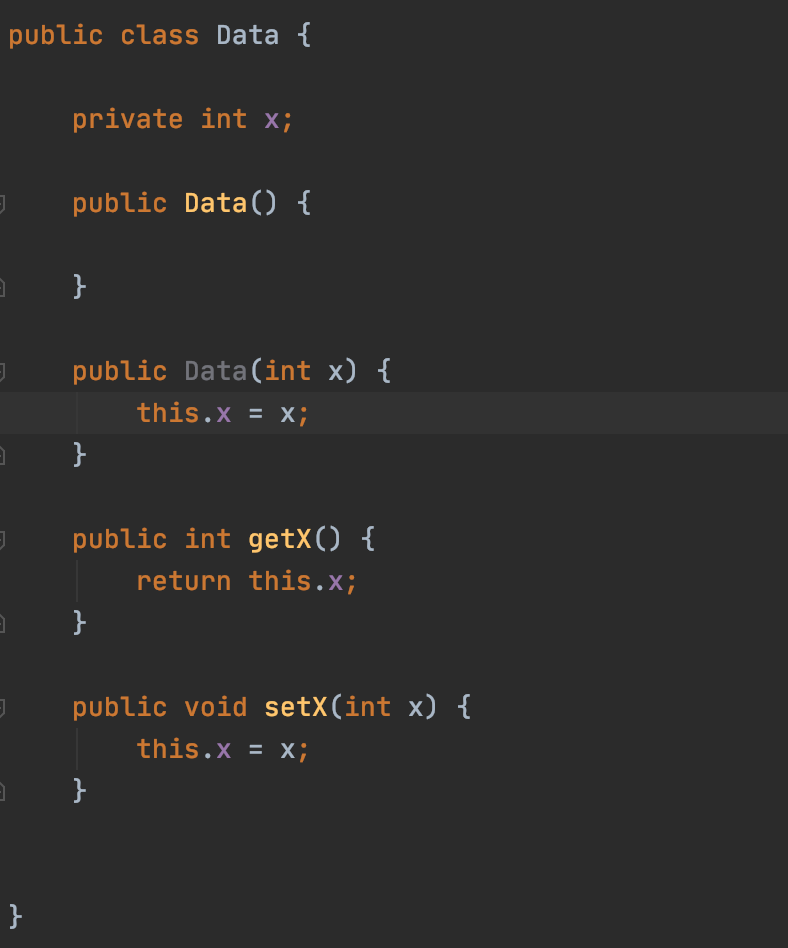 public class Data {
    private int x;
    public Data() {
    }
    public Data(int x) {
        this.x = x;
    }
    public int getX() {
        return this.x;
    }
    public void setX(int x) {
        this.x = x;
    }
}